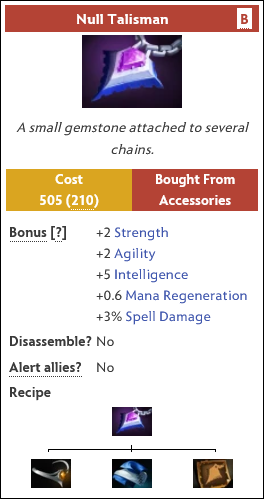 Null Talisman B
A small gemstone attached to several
chains.
Cost
505 (210)
Bought From
Accessories
Bonus [?]
+2 Strength
+2 Agility
+5 Intelligence
+0.6 Mana Regeneration
+3% Spell Damage
Disassemble? No
Alert allies? No
Recipe